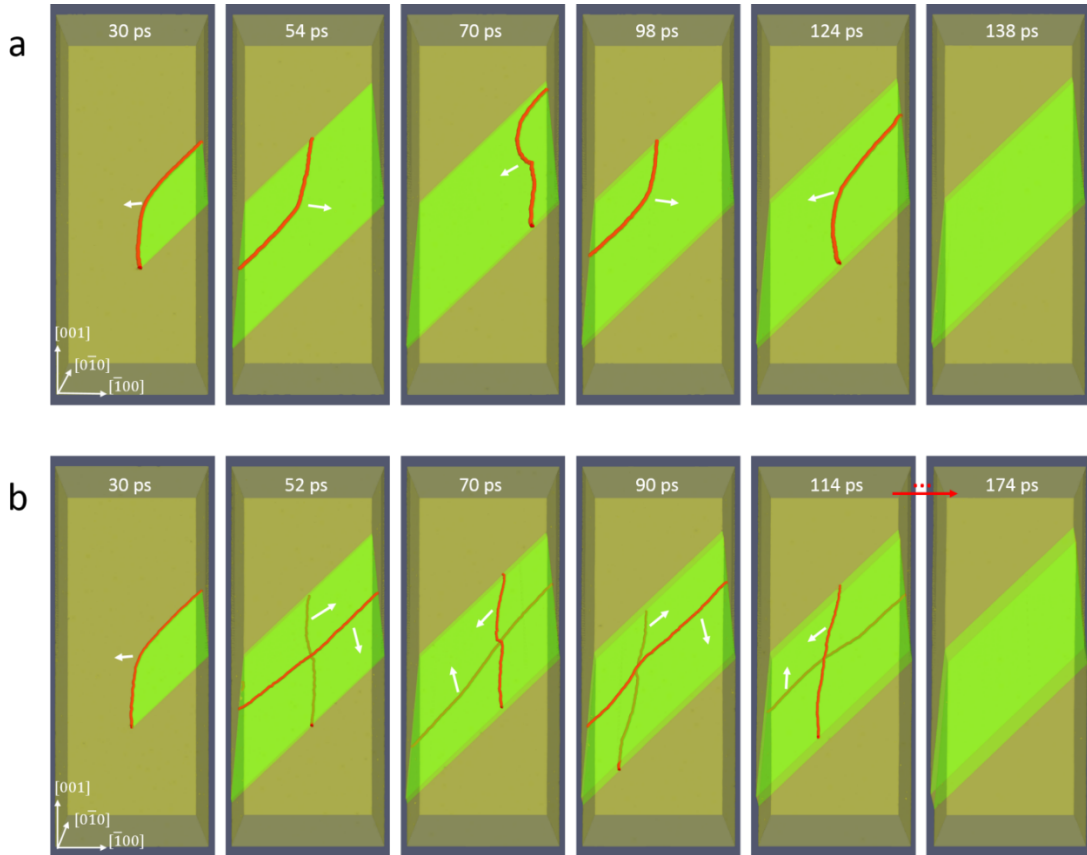 a
30 ps
54 ps
70 ps
98 ps
124 ps
138 ps
[001]
[01̅0]
[1̅00]
b
30 ps
52 ps
70 ps
90 ps
114 ps
...
174 ps
[001]
[01̅0]
[1̅00]